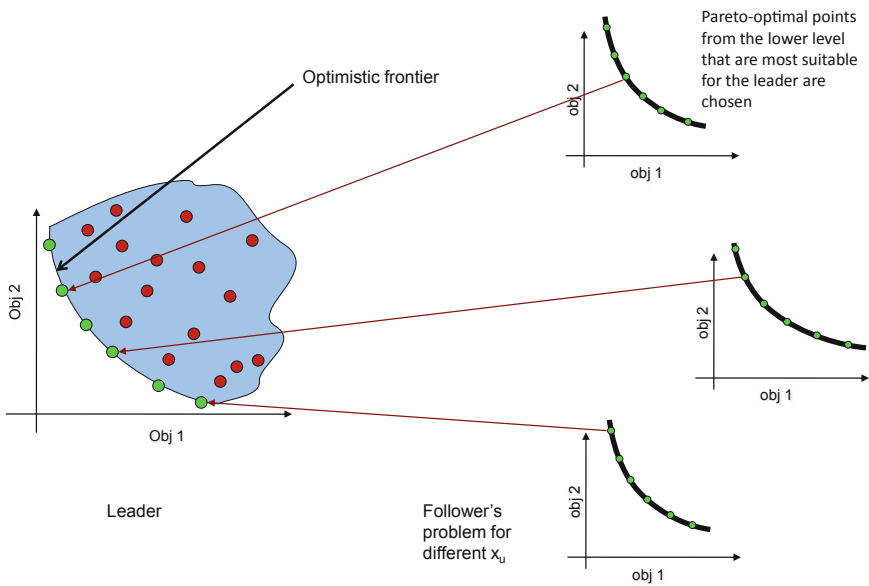 Pareto-optimal points
from the lower level
that are most suitable
for the leader are
chosen
Optimistic frontier
obj 2
obj 1
Obj 2
Obj 1
obj 2
obj 1
obj 2
obj 1
Leader
Follower's
problem for
different xᵤ